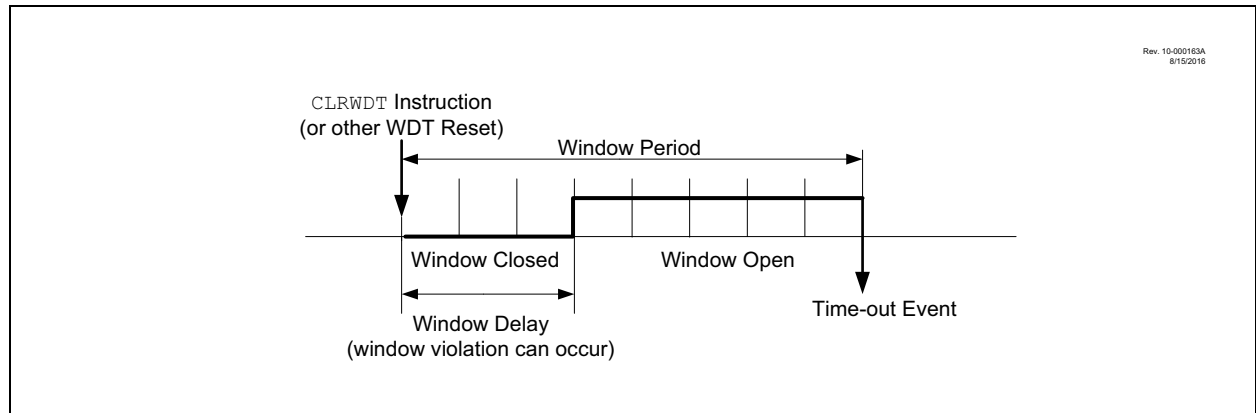 Rev. 10-000163A
8/15/2016
CLRWDT Instruction
(or other WDT Reset)
Window Period
Window Closed
Window Open
Window Delay
(window violation can occur)
Time-out Event